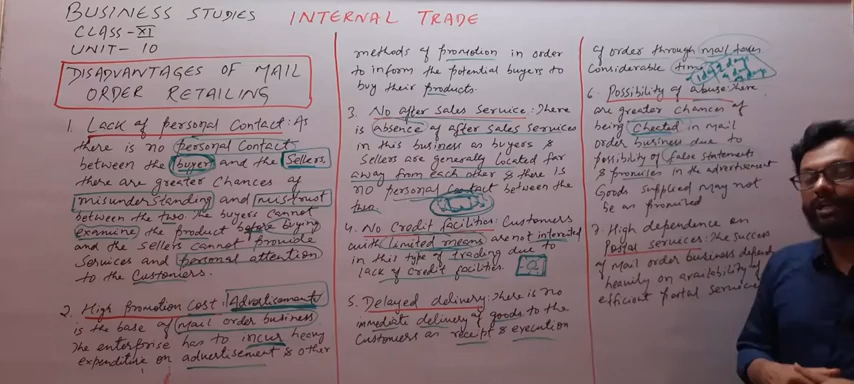 BUSINESS STUDIES
CLASS-XI
UNIT-10
INTERNAL TRADE
DISADVANTAGES OF MAIL
ORDER RETAILING
1. Lack of personal contact: As
there is no personal contact
between the buyer and the sellers,
there are greater chances of
misunderstanding and mistrust
between the two. The buyers cannot
examine the product before buying
and the sellers cannot provide
services and personal attention
to the customers.
2. High promotion cost: Advertisement
is the base of mail order business
The enterprise has to incur heavy
expenditure on advertisement & other
methods of promotion in order
to inform the potential buyers to
buy their products.
3. No after sales service: There
is absence of after sales services
in this business as buyers &
sellers are generally located far
away from each other & there is
no personal contact between the
two
4. No Credit facilities: Customers
with limited means are not interested
in this type of trading due to
lack of credit facilities.
5. Delayed delivery: There is no
immediate delivery of goods to the
customers as receipt & execution
of order through mail takes
considerable time
6. Possibility of abuse: There
are greater chances of
being cheated in mail
order business due to
possibility of false statements
& promises in the advertisement
Goods supplied may not
be as promised
7. High dependence on
Postal services: The success
of mail order business depend
heavily on availability of
efficient postal services